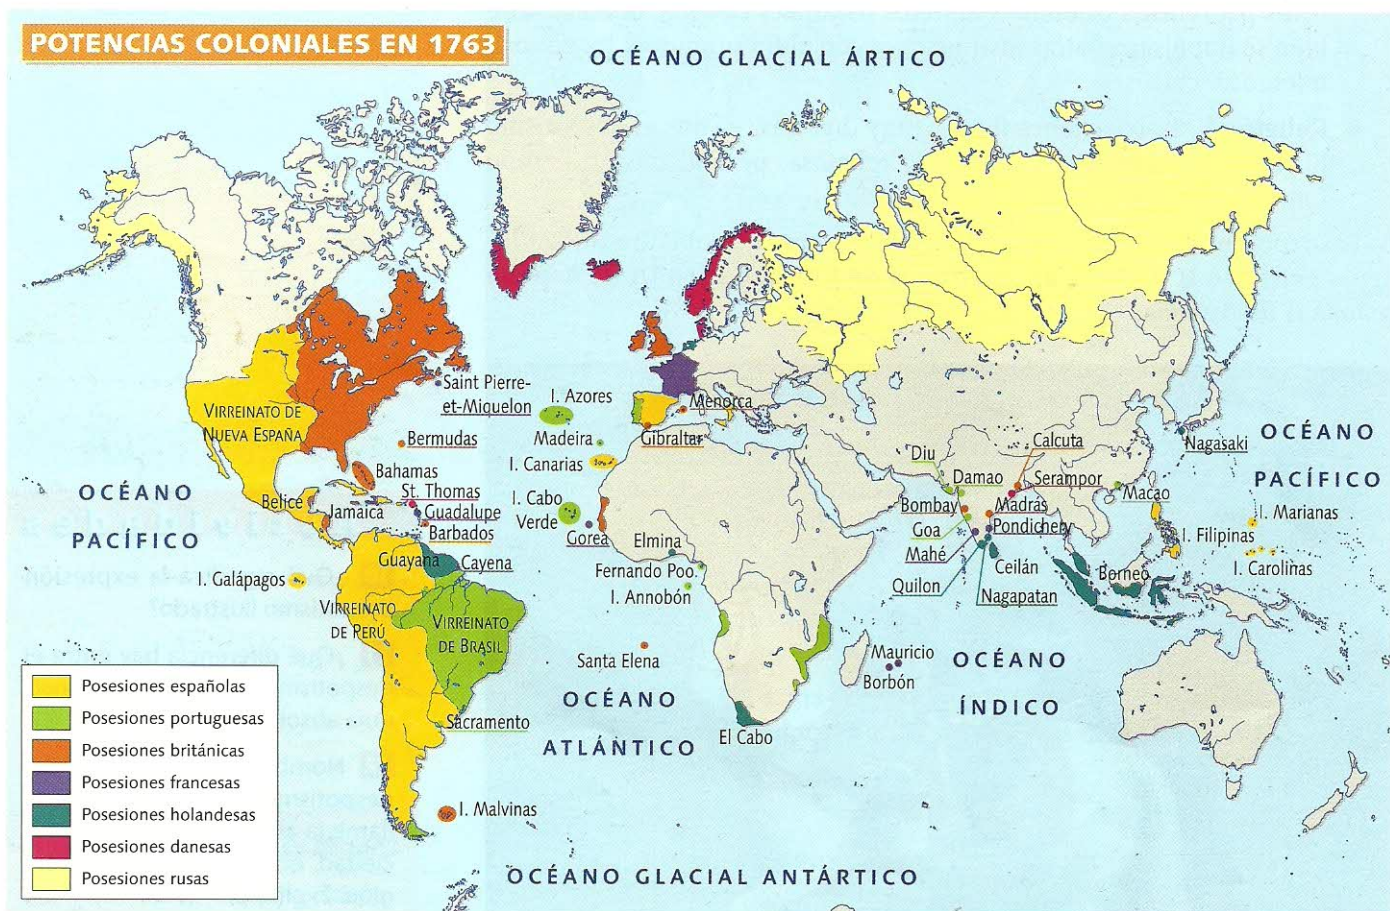 POTENCIAS COLONIALES EN 1763
OCÉANO GLACIAL ÁRTICO
Saint Pierre-
et-Miquelon
I. Azores
Menorca
VIRREINATO DE
NUEVA ESPAÑA
Bermudas
Madeira
Gibraltar
Nagasaki
OCÉANO
PACÍFICO
Calcuta
Diu
I. Canarias
Bahamas
Damao
Serampor
OCÉANO
PACÍFICO
Belice
St. Thomas
I. Cabo
Verde
Macao
Jamaica
Guadalupe
Bombay
Madras
I. Marianas
Barbados
Gorea
Goa
Pondichery
I. Filipinas
Elmina
Mahé
Guayana
Cayena
Ceilán
Borneo
I. Carolinas
I. Galápagos
Fernando Poo.
Quilon
Nagapatan
I. Annobón
VIRREINATO
DE PERÚ
VIRREINATO
DE BRASIL
Mauricio
Borbón
Santa Elena
OCÉANO
ÍNDICO
OCÉANO
ATLÁNTICO
Sacramento
El Cabo
I. Malvinas
Posesiones españolas
Posesiones portuguesas
Posesiones británicas
Posesiones francesas
Posesiones holandesas
Posesiones danesas
Posesiones rusas
OCÉANO GLACIAL ANTÁRTICO